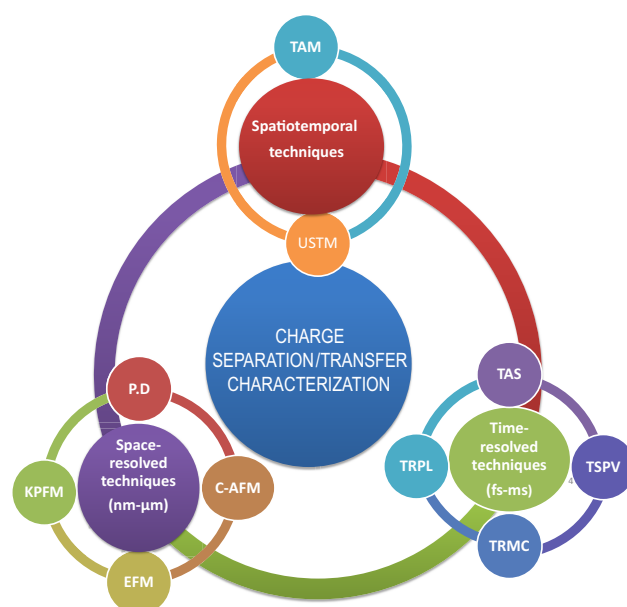 TAM
Spatiotemporal
techniques
USTM
CHARGE
SEPARATION/TRANSFER
CHARACTERIZATION
P.D
Space-
resolved
techniques
(nm-μm)
KPFM
C-AFM
EFM
TAS
Time-
resolved
techniques
(fs-ms)
4
TRPL
TSPV
TRMC